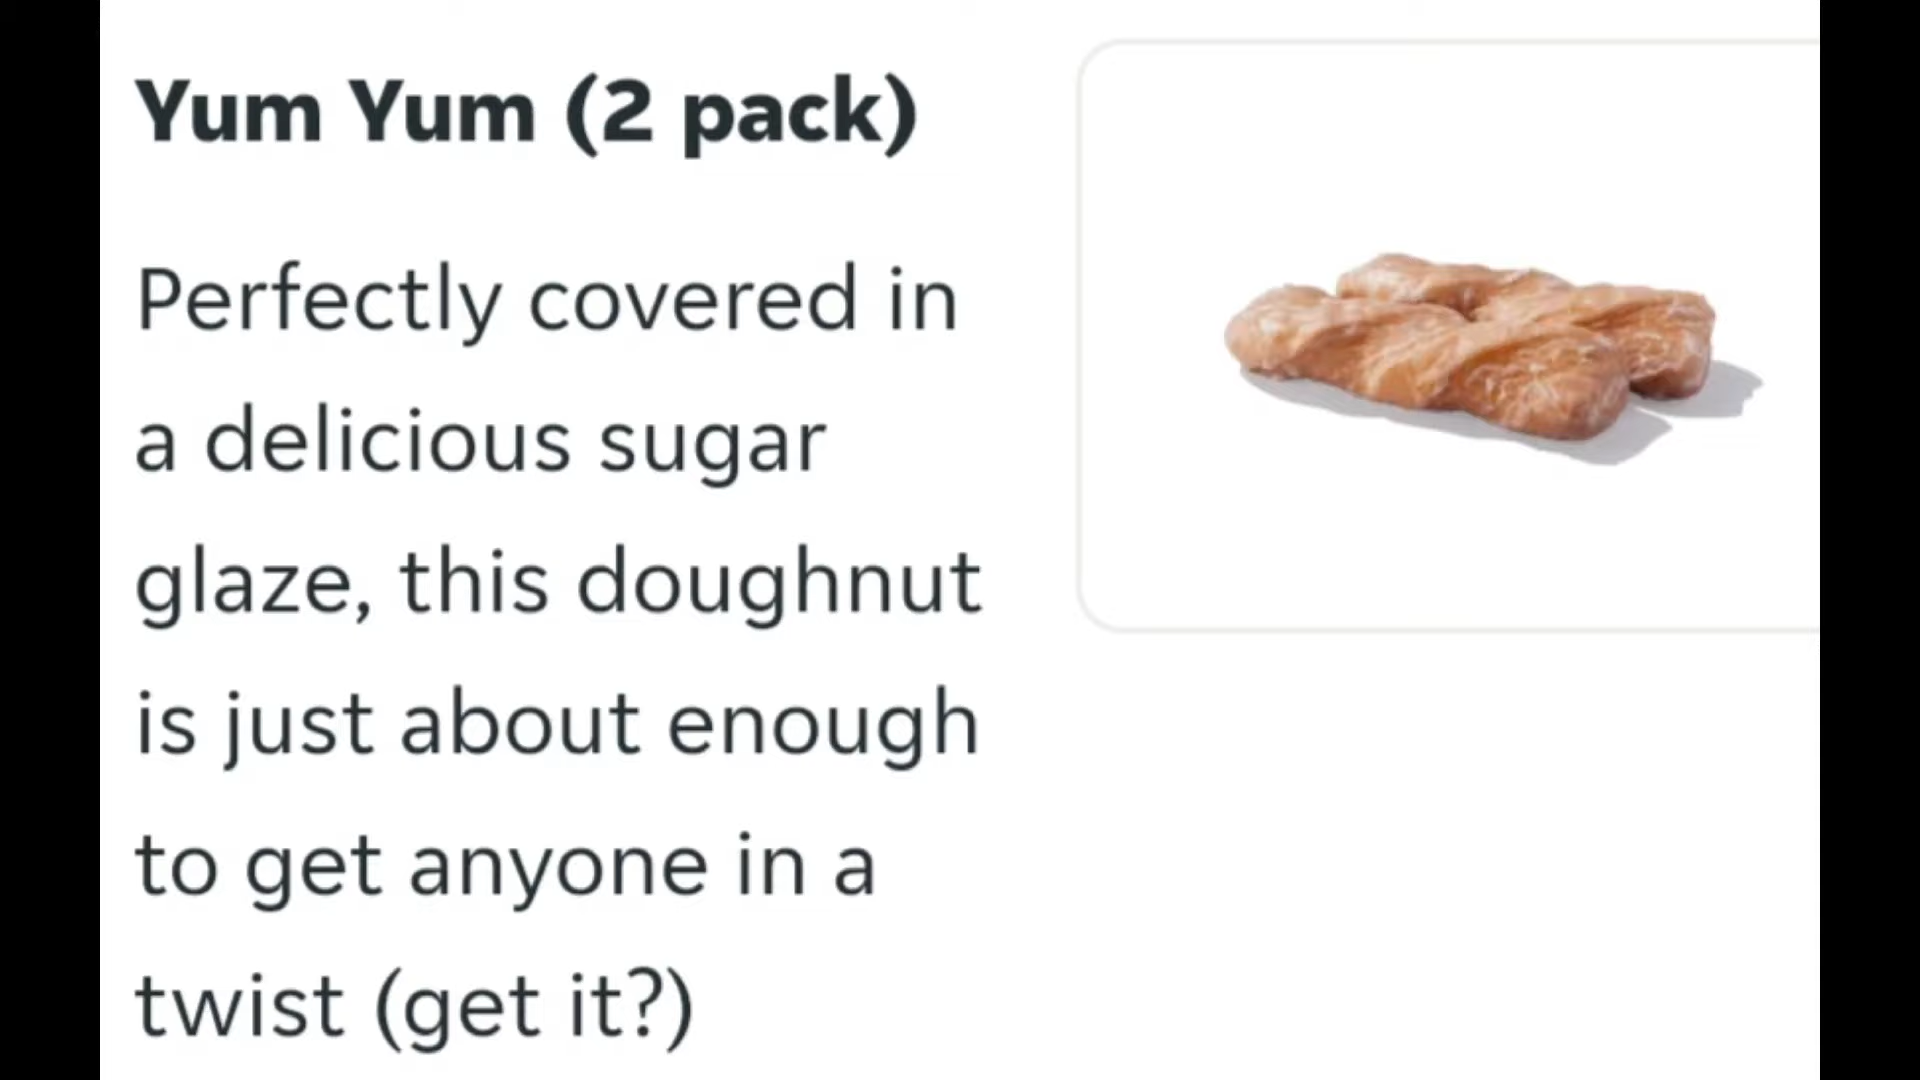 Yum Yum (2 pack)
Perfectly covered in
a delicious sugar
glaze, this doughnut
is just about enough
to get anyone in a
twist (get it?)